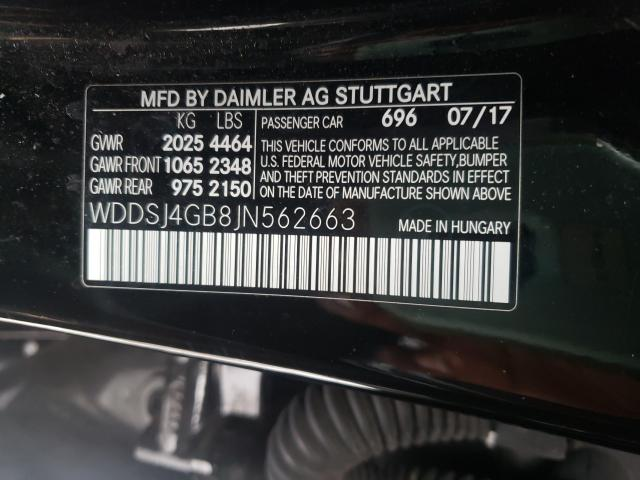 MFD BY DAIMLER AG STUTTGART
KG LBS
GVWR 2025 4464
GAWR FRONT 1065 2348
GAWR REAR 975 2150
PASSENGER CAR 696 07/17
THIS VEHICLE CONFORMS TO ALL APPLICABLE
U.S. FEDERAL MOTOR VEHICLE SAFETY,BUMPER
AND THEFT PREVENTION STANDARDS IN EFFECT
ON THE DATE OF MANUFACTURE SHOWN ABOVE.
WDDSJ4GB8JN562663
MADE IN HUNGARY